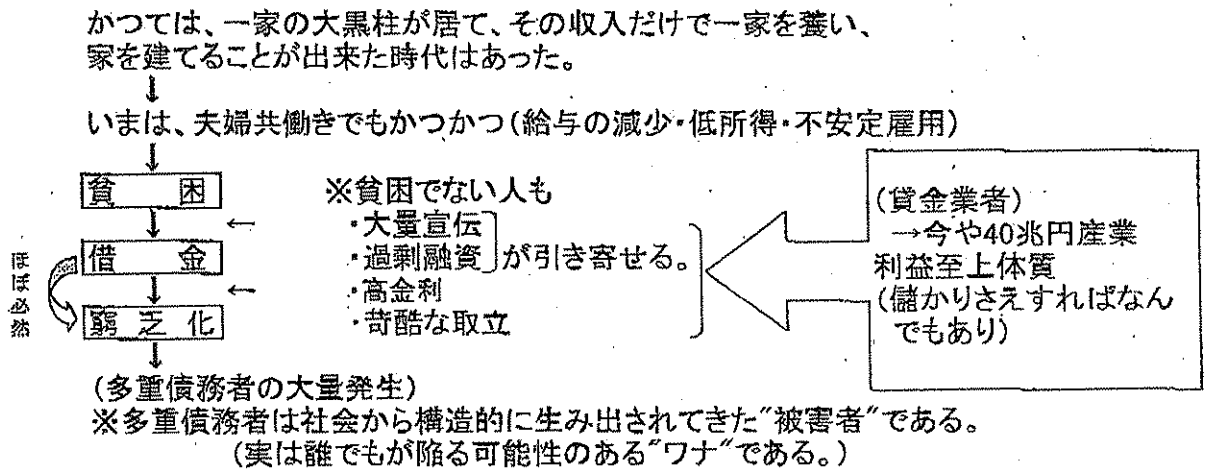 かつては、一家の大黒柱が居て、その収入だけで一家を養い、
家を建てることが出来た時代はあった。
↓
いまは、夫婦共働きでもかつかつ(給与の減少・低所得・不安定雇用)
↓
貧 困
↓
借 金
↓
窮 乏 化
ほぼ必然
←
←
※貧困でない人も
・大量宣伝
・過剰融資
が引き寄せる。
・高金利
・苛酷な取立
(貸金業者)
→今や40兆円産業
利益至上体質
(儲かりさえすればなん
でもあり)
↓
(多重債務者の大量発生)
※多重債務者は社会から構造的に生み出されてきた"被害者"である。
(実は誰でもが陥る可能性のある"ワナ"である。)